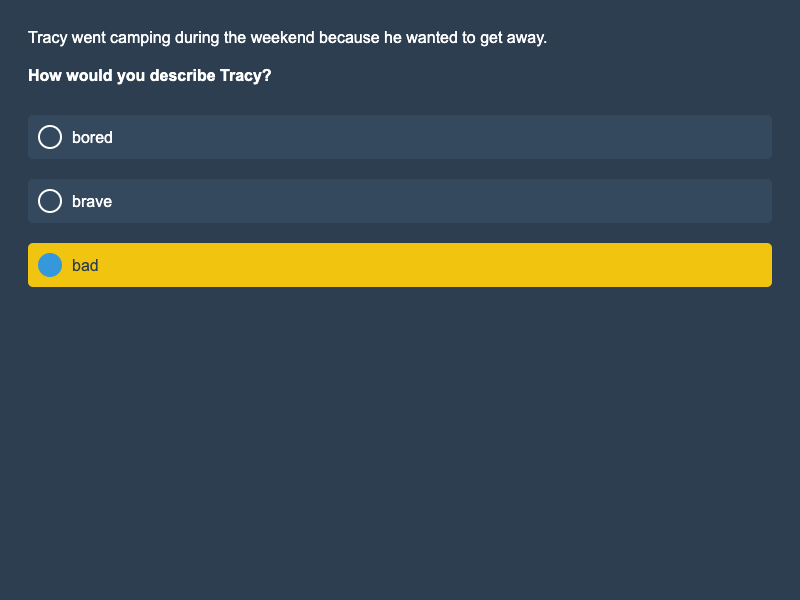 Tracy went camping during the weekend because he wanted to get away.
How would you describe Tracy?
bored
brave
bad